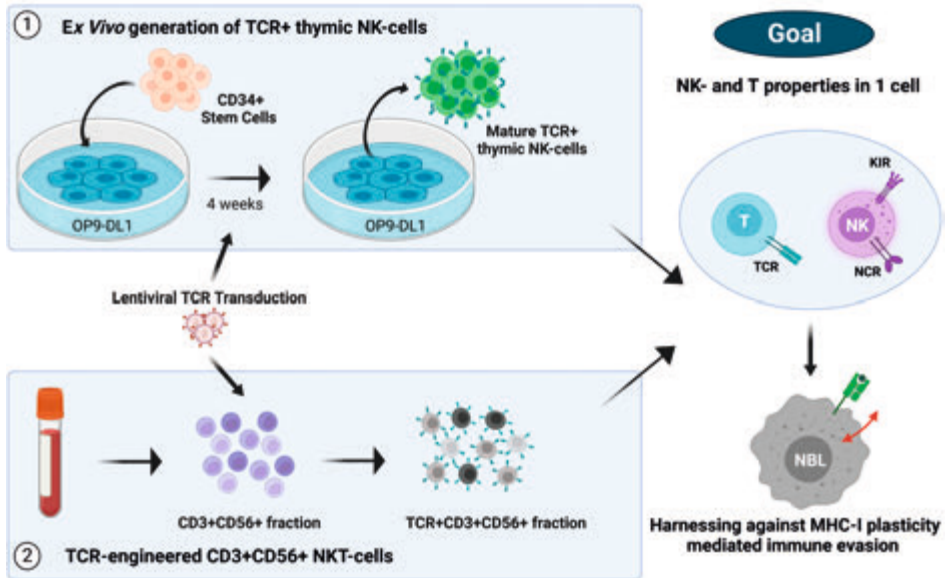 1 Ex Vivo generation of TCR+ thymic NK-cells
CD34+
Stem Cells
Mature TCR+
thymic NK-cells
OP9-DL1
4 weeks
OP9-DL1
Lentiviral TCR Transduction
CD3+CD56+ fraction
TCR+CD3+CD56+ fraction
2 TCR-engineered CD3+CD56+ NKT-cells
Goal
NK- and T properties in 1 cell
KIR
T
NK
TCR
NCR
NBL
Harnessing against MHC-I plasticity
mediated immune evasion